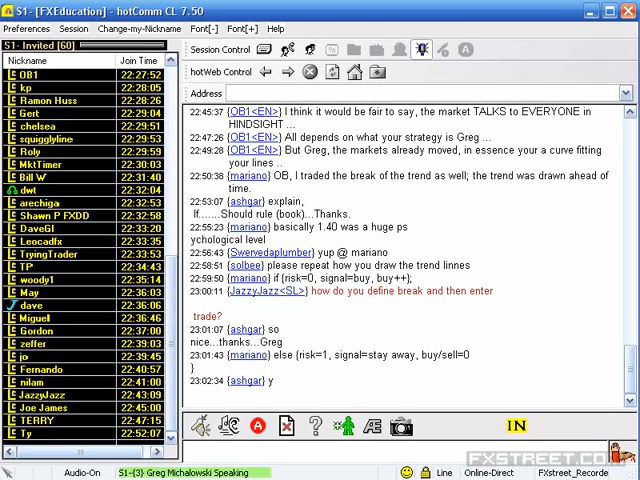 S1- [FXEducation] - hotComm CL 7.50
Preferences Session Change-my-Nickname Font[-] Font[+] Help
S1- Invited [60]
Nickname Join Time
OB1 22:27:52
kp 22:28:05
Ramon Huss 22:28:26
Gert 22:29:04
chelsea 22:29:51
squigglyline 22:29:53
Roly 22:29:59
MktTimer 22:30:03
Bill W 22:31:40
dwt 22:32:04
arechiga 22:32:53
Shawn P FXDD 22:32:58
DaveGI 22:33:20
Leocadfx 22:33:35
TryingTrader 22:33:53
TP 22:34:43
woody1 22:35:14
May 22:36:03
dave 22:36:06
Miguel 22:36:46
Gordon 22:37:00
zeffer 22:39:03
jo 22:39:45
Fernando 22:40:57
nilam 22:41:00
JazzyJazz 22:43:09
Joe James 22:45:00
TERRY 22:47:15
Ty 22:52:07
Session Control
hotWeb Control
Address
22:45:37 {OB1<EN>} I think it would be fair to say, the market TALKS to EVERYONE in
HINDSIGHT ...
22:47:26 {OB1<EN>} All depends on what your strategy is Greg ...
22:49:28 {OB1<EN>} But Greg, the markets already moved, in essence your a curve fitting
your lines ..
22:50:38 {mariano} OB, I traded the break of the trend as well; the trend was drawn ahead of
time.
22:53:07 {ashgar} explain,
If.......Should rule (book)...Thanks.
22:55:23 {mariano} basically 1.40 was a huge ps
ychological level
22:56:43 {Swervedaplumber} yup @ mariano
22:58:51 {solbee} please repeat how you draw the trend linnes
22:59:50 {mariano} if {risk=0, signal=buy, buy++};
23:00:11 {JazzyJazz<SL>} how do you define break and then enter
trade?
23:01:07 {ashgar} so
nice...thanks...Greg
23:01:43 {mariano} else {risk=1, signal=stay away, buy/sell=0
}
23:02:34 {ashgar} y
IN
FXSTREET.COM
Audio-On S1-{3} Greg Michalowski Speaking Line Online-Direct FXstreet_Recorde